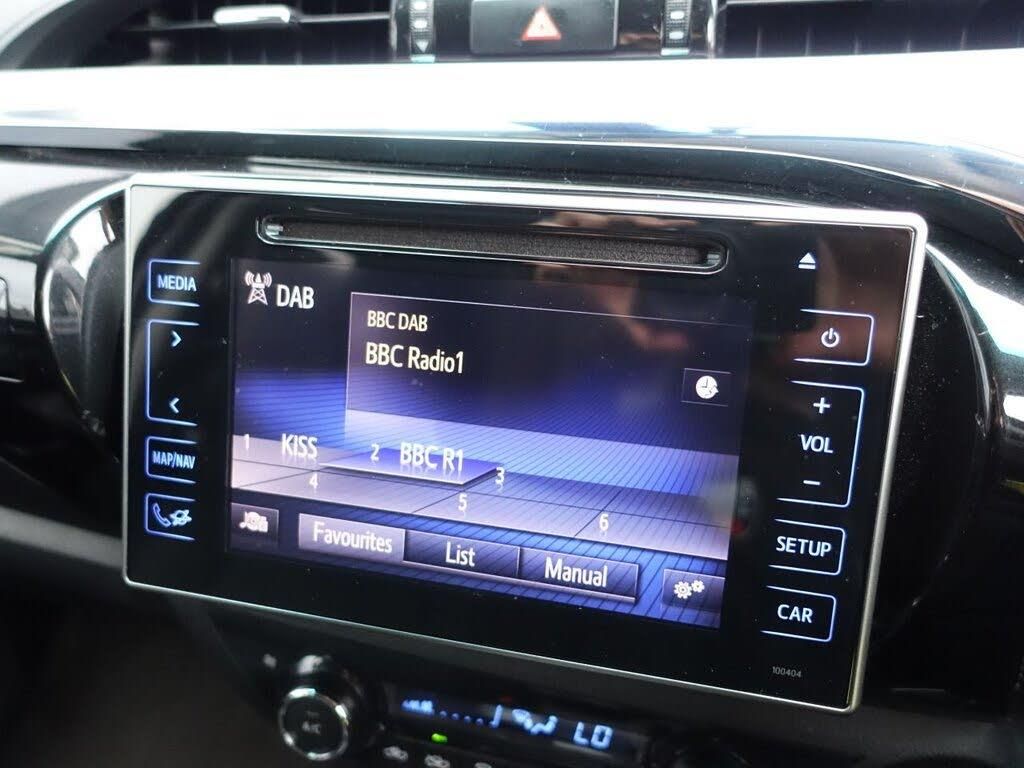 MEDIA
MAP/NAV
DAB
BBC DAB
BBC Radio1
1 KISS
2 BBC R1
3
4
5
6
Favourites
List
Manual
+
VOL
-
SETUP
CAR
100404
A/C
LO